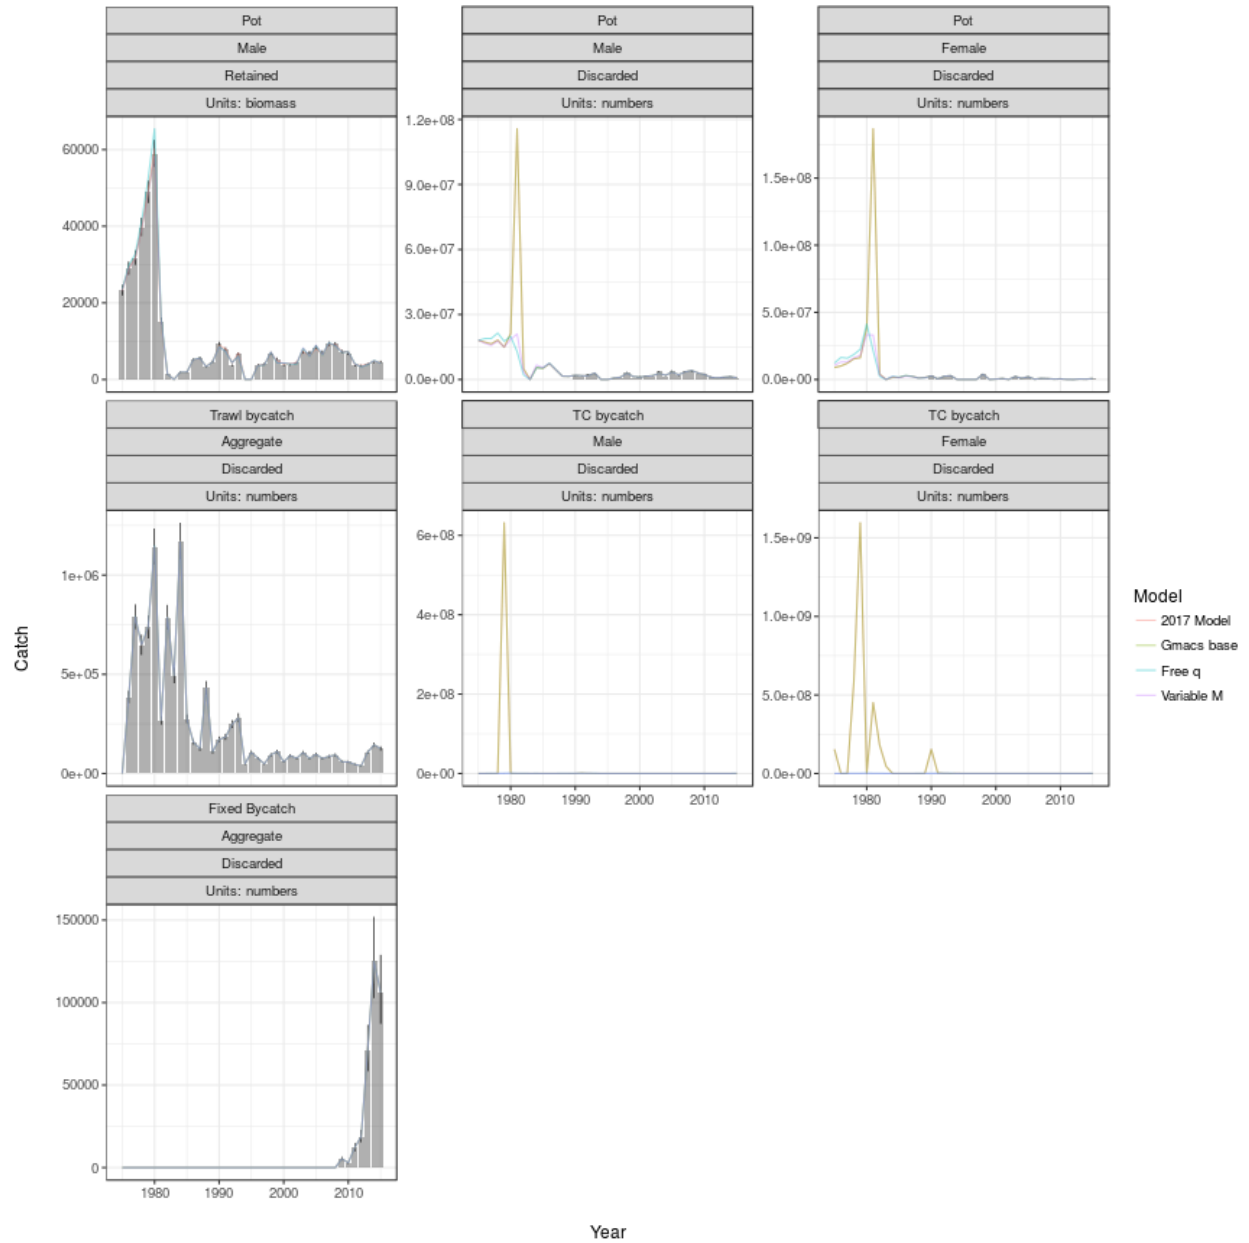 Pot
Male
Retained
Units: biomass
60000
40000
20000
0
Pot
Male
Discarded
Units: numbers
1.2e+08
9.0e+07
6.0e+07
3.0e+07
0.0e+00
Pot
Female
Discarded
Units: numbers
1.5e+08
1.0e+08
5.0e+07
0.0e+00
Trawl bycatch
Aggregate
Discarded
Units: numbers
1e+06
5e+05
0e+00
TC bycatch
Male
Discarded
Units: numbers
6e+08
4e+08
2e+08
0e+00
1980 1990 2000 2010
TC bycatch
Female
Discarded
Units: numbers
1.5e+09
1.0e+09
5.0e+08
0.0e+00
1980 1990 2000 2010
Fixed Bycatch
Aggregate
Discarded
Units: numbers
150000
100000
50000
0
1980 1990 2000 2010
Catch
Year
Model
2017 Model
Gmacs base
Free q
Variable M